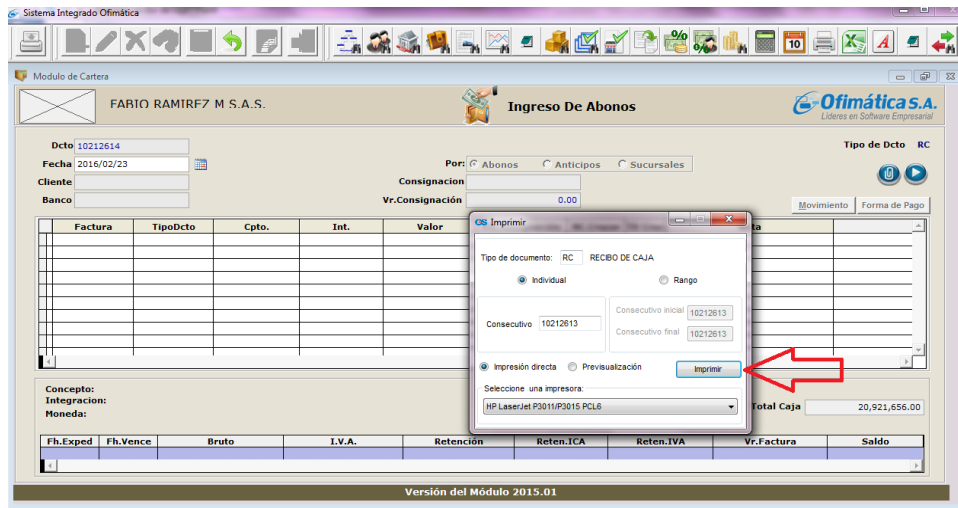 Sistema Integrado Ofimática
10
%
%
A
Modulo de Cartera
FABIO RAMIREZ M S.A.S.
Ingreso De Abonos
Ofimática S.A.
Líderes en Software Empresarial
Dcto 10212614
Tipo de Dcto RC
Fecha 2016/02/23
Por: Abonos Anticipos Sucursales
Cliente
Consignacion
Banco
Vr.Consignación 0.00
Movimiento Forma de Pago
Factura TipoDcto Cpto. Int. Valor
GS Imprimir
Tipo de documento: RC RECIBO DE CAJA
Individual Rango
Consecutivo 10212613
Consecutivo inicial 10212613
Consecutivo final 10212613
Impresión directa Previsualización Imprimir
Seleccione una impresora:
HP LaserJet P3011/P3015 PCL6
Concepto:
Integracion:
Moneda:
Total Caja 20,921,656.00
Fh.Exped Fh.Vence Bruto I.V.A. Retención Reten.ICA Reten.IVA Vr.Factura Saldo
Versión del Módulo 2015.01